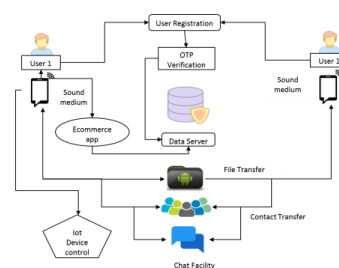 User Registration
User 1
OTP
Verification
User 1
Sound
medium
Sound
medium
Ecommerce
app
Data Server
File Transfer
Contact Transfer
Iot
Device
control
Chat Facility